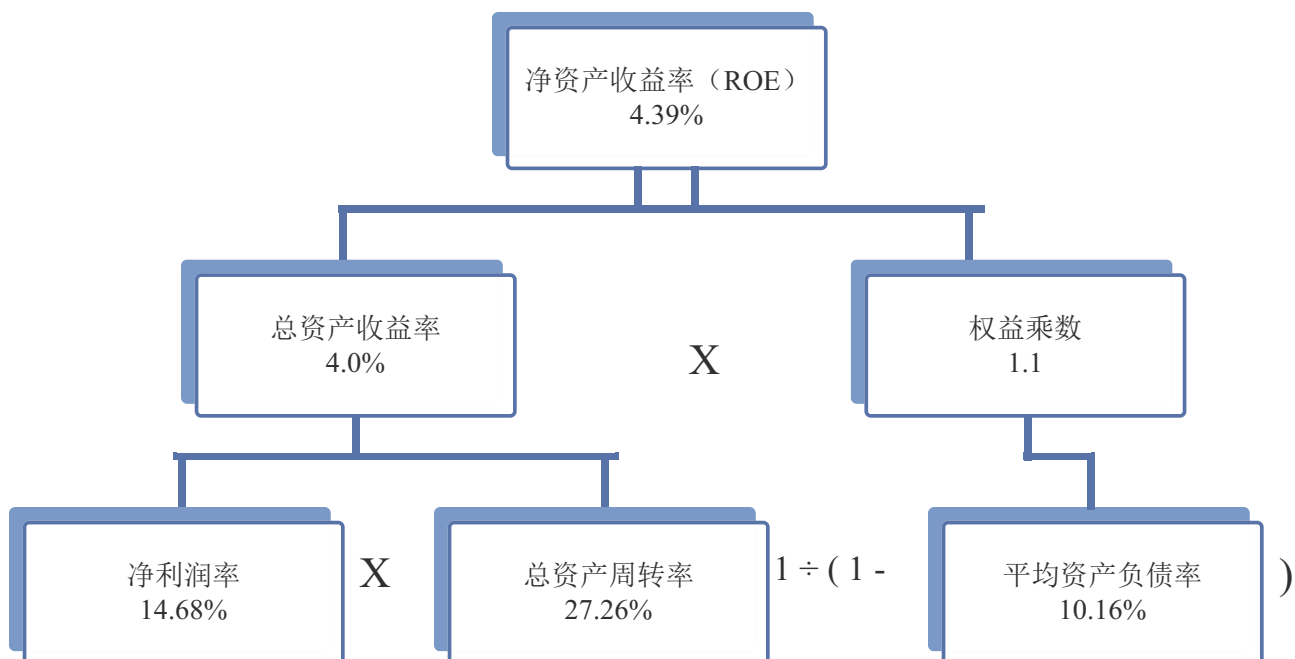 净资产收益率（ROE）
4.39%
总资产收益率
4.0%
X
权益乘数
1.1
净利润率
14.68%
X
总资产周转率
27.26%
1 ÷ ( 1 -
平均资产负债率
10.16%
)